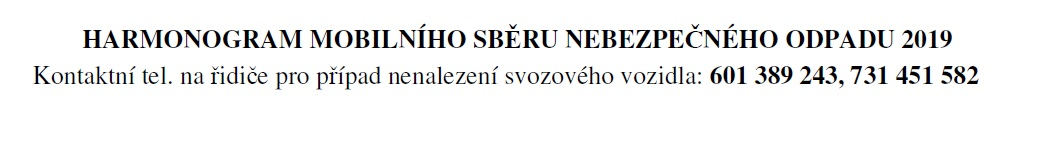 HARMONOGRAM MOBILNÍHO SBĚRU NEBEZPEČNÉHO ODPADU 2019
Kontaktní tel. na řidiče pro případ nenalezení svozového vozidla: 601 389 243, 731 451 582